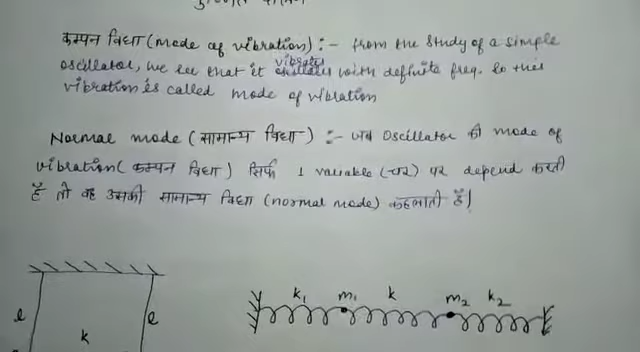 कम्पन विधा (mode of vibration) :- from the study of a simple
oscillator, we see that it vibrates with definite freq. so this
vibration is called mode of vibration
Normal mode (सामान्य विधा) :- जब oscillator की mode of
vibration (कम्पन विधा) सिर्फ 1 variable (चर) पर depend करती
हैं तो वह उसकी सामान्य विधा (normal mode) कहलाती हैं।
k₁ m₁ k m₂ k₂
l l
k